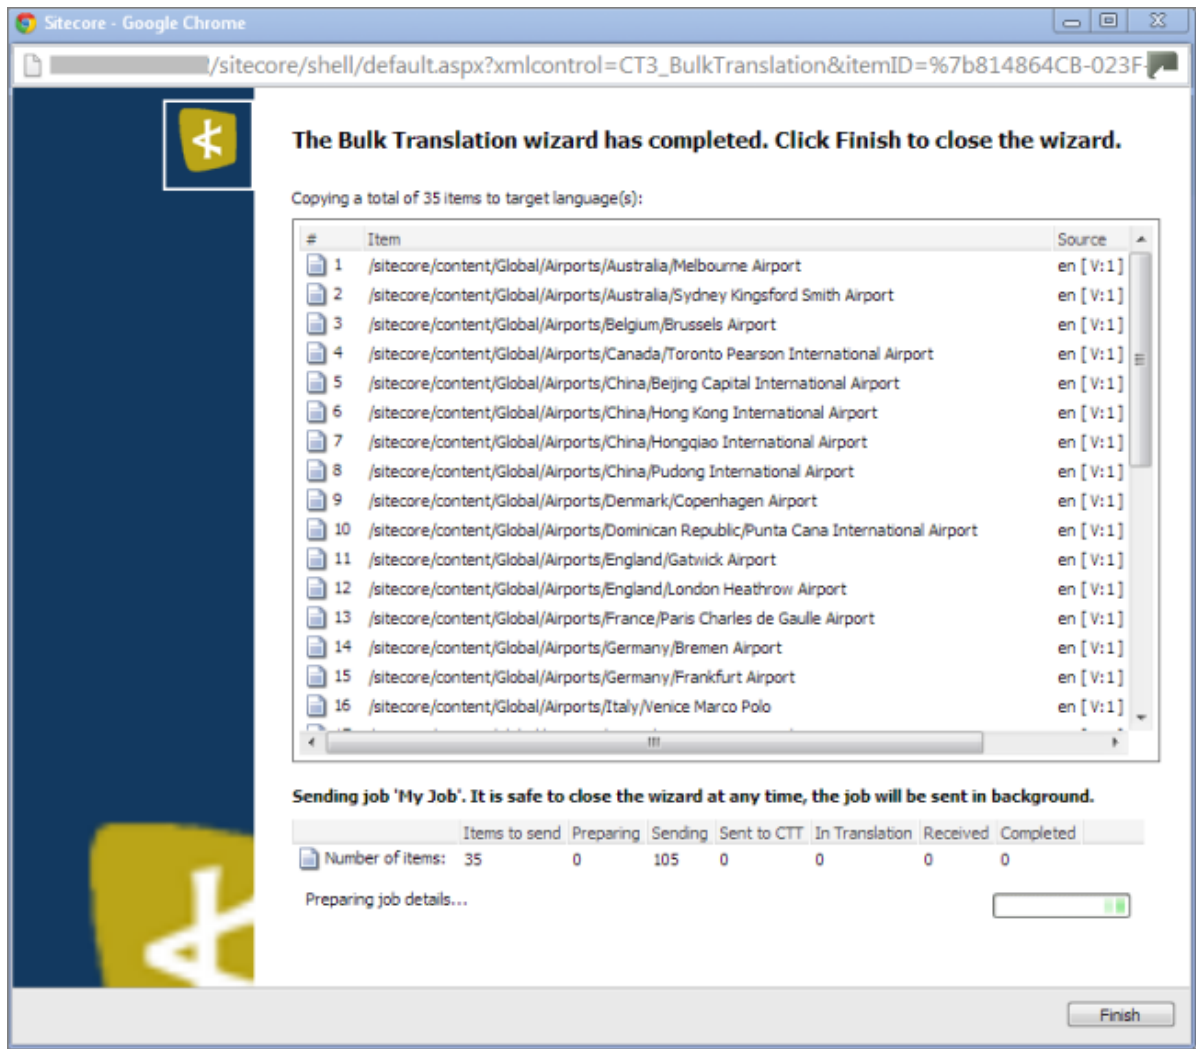 Sitecore - Google Chrome
/sitecore/shell/default.aspx?xmlcontrol=CT3_BulkTranslation&itemID=%7b814864CB-023F-
The Bulk Translation wizard has completed. Click Finish to close the wizard.
Copying a total of 35 items to target language(s):
# Item Source
1 /sitecore/content/Global/Airports/Australia/Melbourne Airport en [V:1]
2 /sitecore/content/Global/Airports/Australia/Sydney Kingsford Smith Airport en [V:1]
3 /sitecore/content/Global/Airports/Belgium/Brussels Airport en [V:1]
4 /sitecore/content/Global/Airports/Canada/Toronto Pearson International Airport en [V:1]
5 /sitecore/content/Global/Airports/China/Beijing Capital International Airport en [V:1]
6 /sitecore/content/Global/Airports/China/Hong Kong International Airport en [V:1]
7 /sitecore/content/Global/Airports/China/Hongqiao International Airport en [V:1]
8 /sitecore/content/Global/Airports/China/Pudong International Airport en [V:1]
9 /sitecore/content/Global/Airports/Denmark/Copenhagen Airport en [V:1]
10 /sitecore/content/Global/Airports/Dominican Republic/Punta Cana International Airport en [V:1]
11 /sitecore/content/Global/Airports/England/Gatwick Airport en [V:1]
12 /sitecore/content/Global/Airports/England/London Heathrow Airport en [V:1]
13 /sitecore/content/Global/Airports/France/Paris Charles de Gaulle Airport en [V:1]
14 /sitecore/content/Global/Airports/Germany/Bremen Airport en [V:1]
15 /sitecore/content/Global/Airports/Germany/Frankfurt Airport en [V:1]
16 /sitecore/content/Global/Airports/Italy/Venice Marco Polo en [V:1]
Sending job 'My Job'. It is safe to close the wizard at any time, the job will be sent in background.
Items to send Preparing Sending Sent to CTT In Translation Received Completed
Number of items: 35 0 105 0 0 0 0
Preparing job details...
Finish